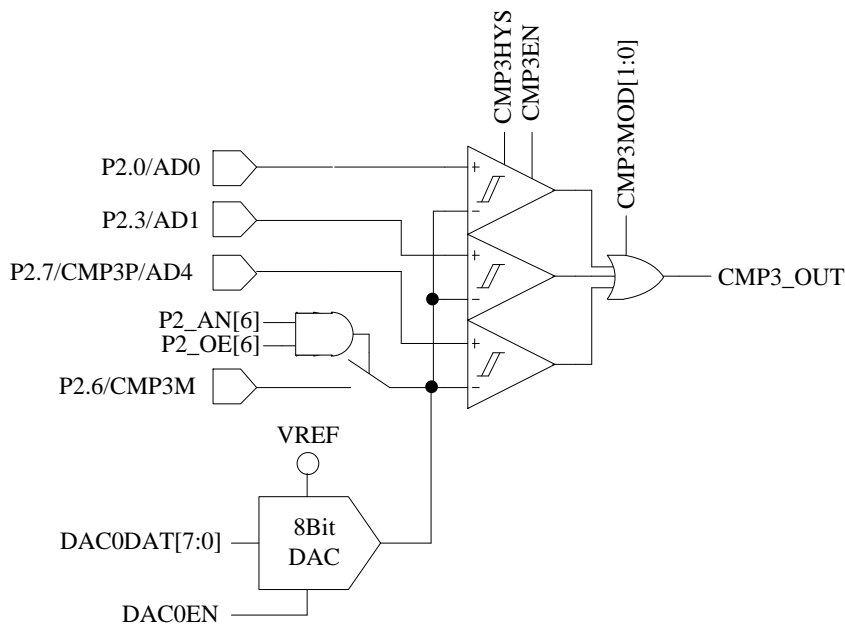 CMP3HYS
CMP3EN
CMP3MOD[1:0]
P2.0/AD0
+
−
P2.3/AD1
+
−
P2.7/CMP3P/AD4
+
−
CMP3_OUT
P2_AN[6]
P2_OE[6]
P2.6/CMP3M
VREF
DAC0DAT[7:0]
8Bit
DAC
DAC0EN